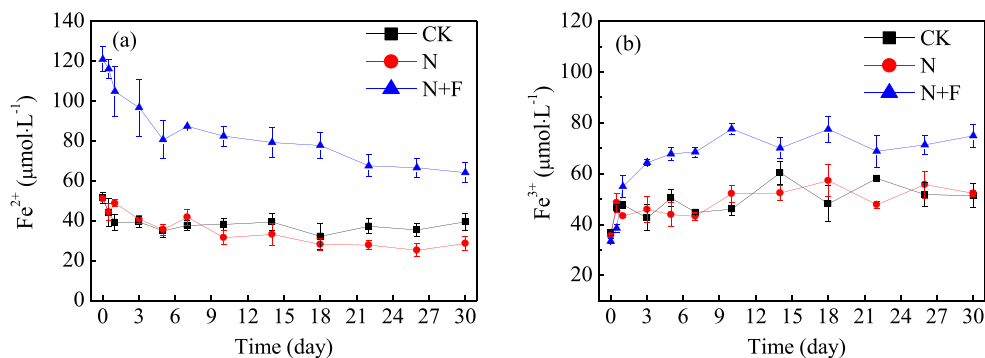 (a)
CK
N
N+F
Fe²⁺ (μmol·L⁻¹)
140
120
100
80
60
40
20
0
0 3 6 9 12 15 18 21 24 27 30
Time (day)
(b)
CK
N
N+F
Fe³⁺ (μmol·L⁻¹)
120
100
80
60
40
20
0 3 6 9 12 15 18 21 24 27 30
Time (day)